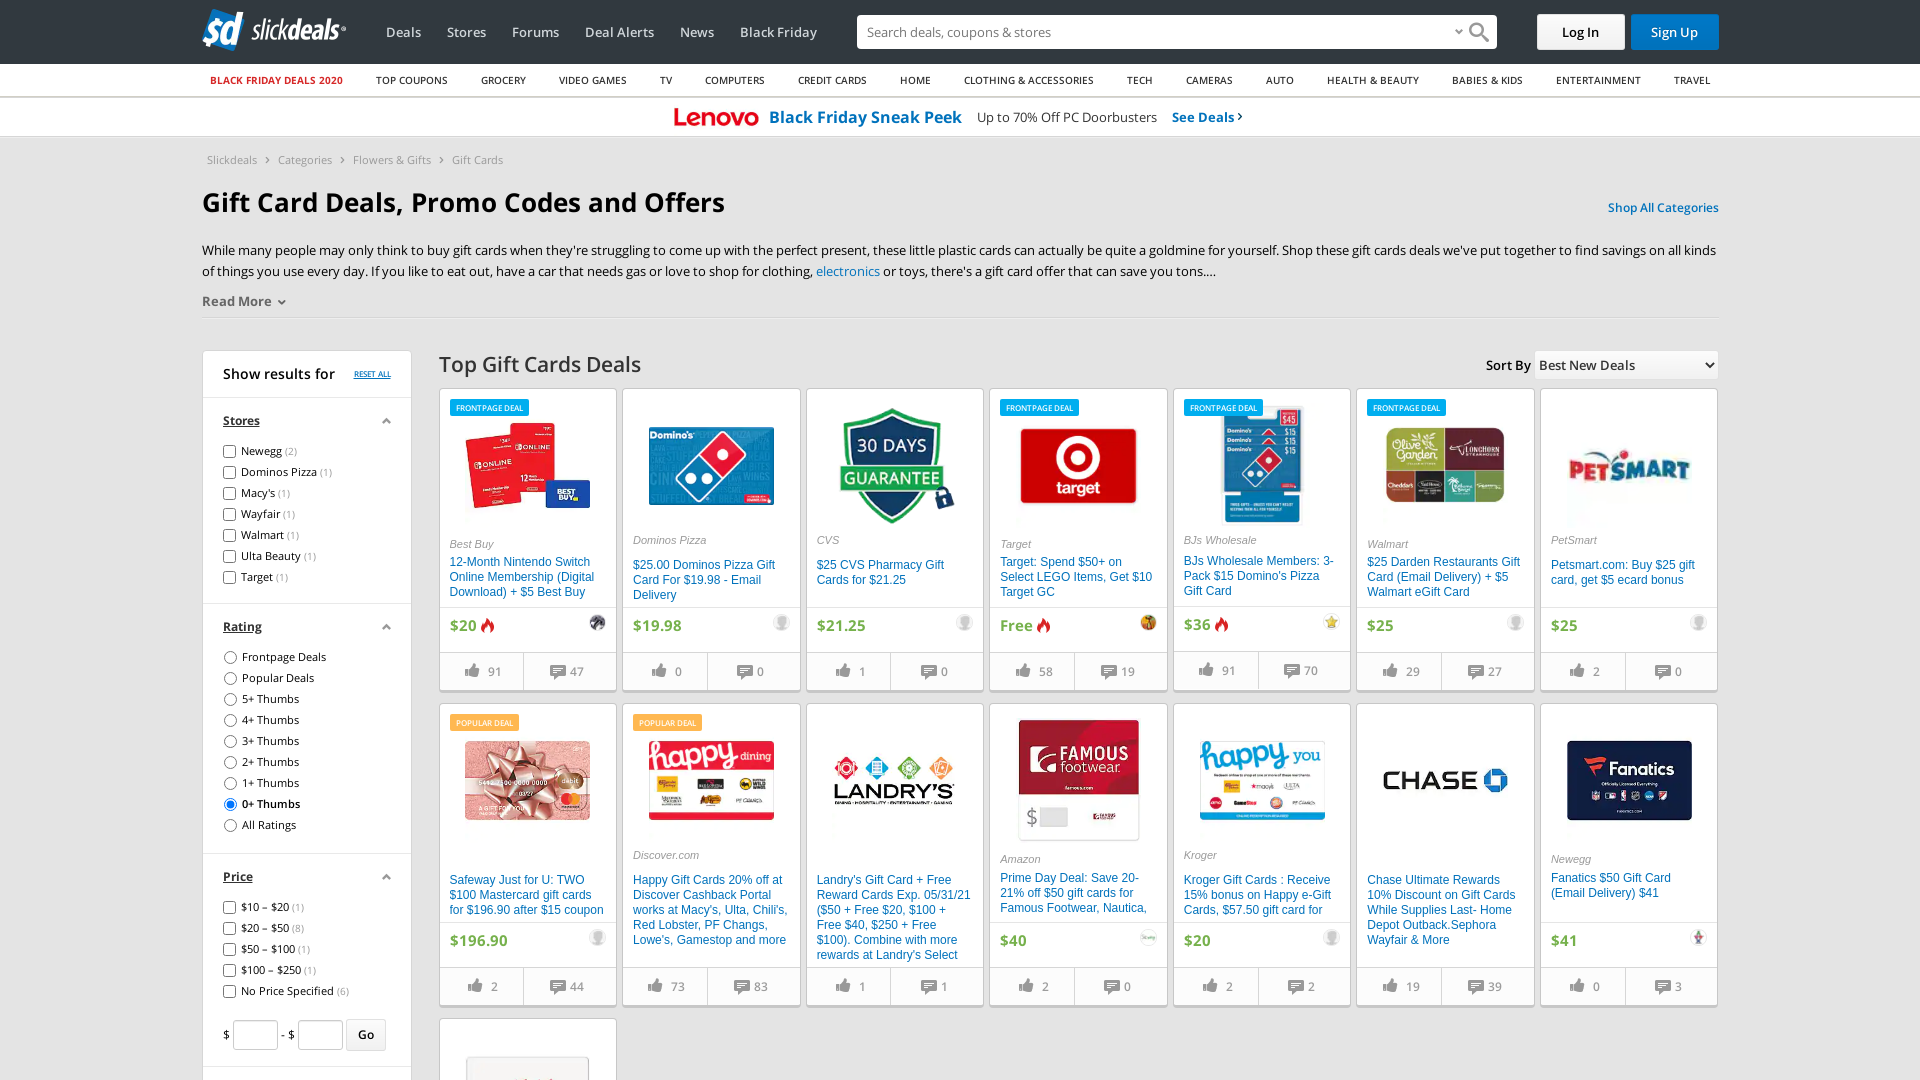 sd slickdeals
Deals Stores Forums Deal Alerts News Black Friday
Search deals, coupons & stores
Log In Sign Up
BLACK FRIDAY DEALS 2020 TOP COUPONS GROCERY VIDEO GAMES TV COMPUTERS CREDIT CARDS HOME CLOTHING & ACCESSORIES TECH CAMERAS AUTO HEALTH & BEAUTY BABIES & KIDS ENTERTAINMENT TRAVEL
Lenovo Black Friday Sneak Peek Up to 70% Off PC Doorbusters See Deals
Slickdeals Categories Flowers & Gifts Gift Cards
Gift Card Deals, Promo Codes and Offers
Shop All Categories
While many people may only think to buy gift cards when they're struggling to come up with the perfect present, these little plastic cards can actually be quite a goldmine for yourself. Shop these gift cards deals we've put together to find savings on all kinds
of things you use every day. If you like to eat out, have a car that needs gas or love to shop for clothing, electronics or toys, there's a gift card offer that can save you tons....
Read More
Show results for RESET ALL
Stores
Newegg (2)
Dominos Pizza (1)
Macy's (1)
Wayfair (1)
Walmart (1)
Ulta Beauty (1)
Target (1)
Rating
Frontpage Deals
Popular Deals
5+ Thumbs
4+ Thumbs
3+ Thumbs
2+ Thumbs
1+ Thumbs
0+ Thumbs
All Ratings
Price
$10 – $20 (1)
$20 – $50 (8)
$50 – $100 (1)
$100 – $250 (1)
No Price Specified (6)
$ - $ Go
Top Gift Cards Deals
Sort By Best New Deals
FRONTPAGE DEAL
ONLINE
ONLINE
12
BEST
BUY
Best Buy
12-Month Nintendo Switch
Online Membership (Digital
Download) + $5 Best Buy
$20
91 47
Domino's
Dominos Pizza
$25.00 Dominos Pizza Gift
Card For $19.98 - Email
Delivery
$19.98
0 0
30 DAYS
GUARANTEE
CVS
$25 CVS Pharmacy Gift
Cards for $21.25
$21.25
1 0
FRONTPAGE DEAL
target
Target
Target: Spend $50+ on
Select LEGO Items, Get $10
Target GC
Free
58 19
FRONTPAGE DEAL
$45
$15
$15
$15
BJs Wholesale
BJs Wholesale Members: 3-
Pack $15 Domino's Pizza
Gift Card
$36
91 70
FRONTPAGE DEAL
Olive Garden
LONGHORN
STEAKHOUSE
Cheddar's
Walmart
$25 Darden Restaurants Gift
Card (Email Delivery) + $5
Walmart eGift Card
$25
29 27
PETSMART
PetSmart
Petsmart.com: Buy $25 gift
card, get $5 ecard bonus
$25
2 0
POPULAR DEAL
debit
Safeway Just for U: TWO
$100 Mastercard gift cards
for $196.90 after $15 coupon
$196.90
2 44
POPULAR DEAL
happy dining
Discover.com
Happy Gift Cards 20% off at
Discover Cashback Portal
works at Macy's, Ulta, Chili's,
Red Lobster, PF Changs,
Lowe's, Gamestop and more
73 83
LANDRY'S
DINING • HOSPITALITY • ENTERTAINMENT • GAMING
Landry's Gift Card + Free
Reward Cards Exp. 05/31/21
($50 + Free $20, $100 +
Free $40, $250 + Free
$100). Combine with more
rewards at Landry's Select
1 1
FAMOUS
footwear.
famous.com
$
Amazon
Prime Day Deal: Save 20-
21% off $50 gift cards for
Famous Footwear, Nautica,
$40
2 0
happy you
Kroger
Kroger Gift Cards : Receive
15% bonus on Happy e-Gift
Cards, $57.50 gift card for
$20
2 2
CHASE
Chase Ultimate Rewards
10% Discount on Gift Cards
While Supplies Last- Home
Depot Outback.Sephora
Wayfair & More
19 39
Fanatics
Newegg
Fanatics $50 Gift Card
(Email Delivery) $41
$41
0 3